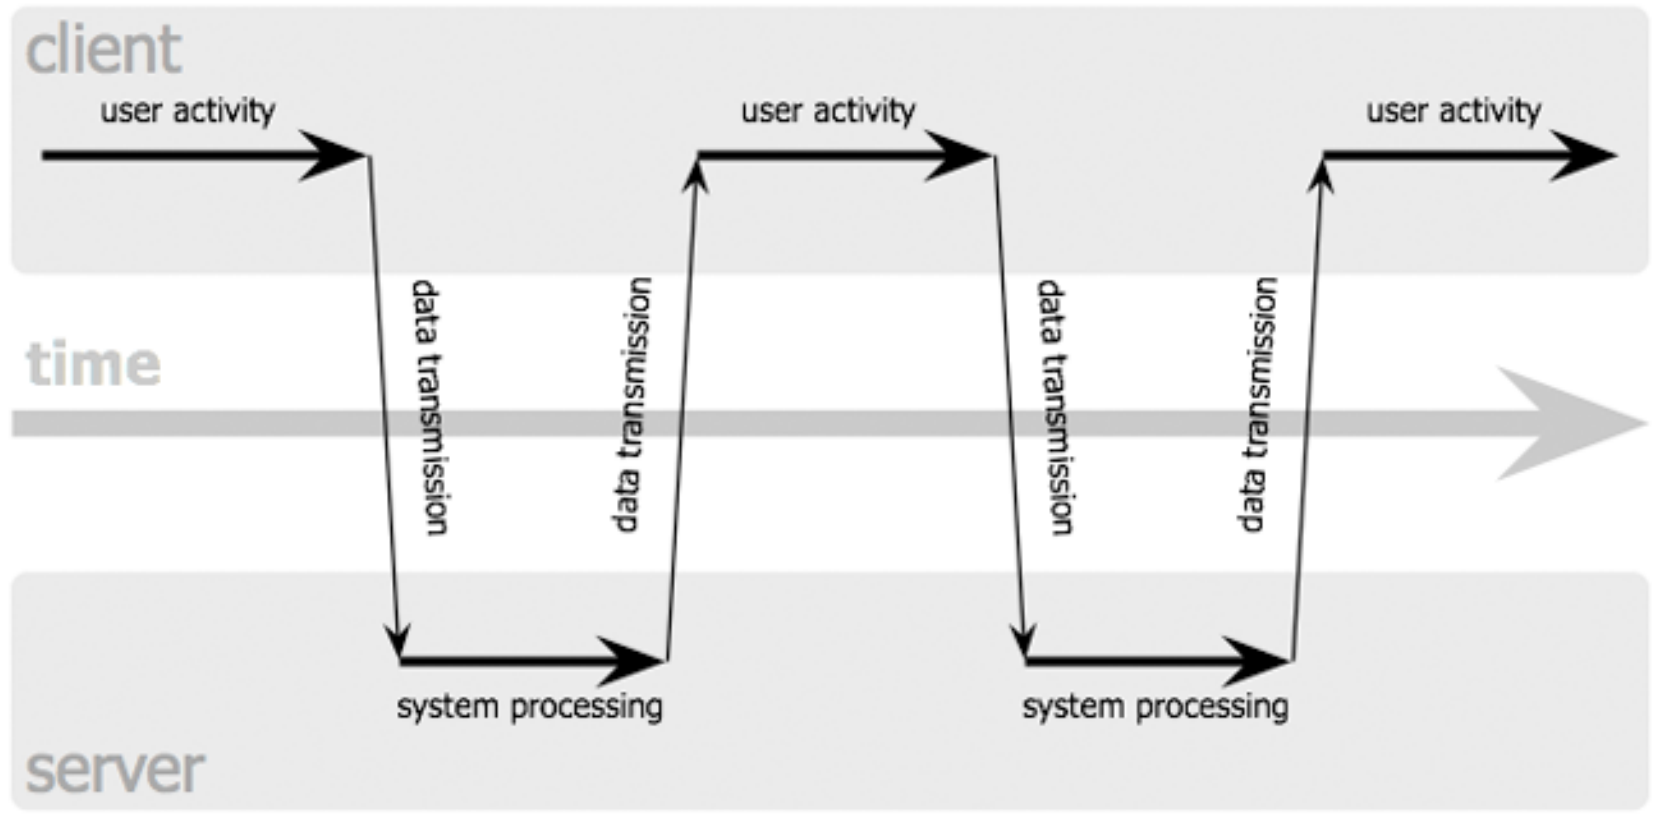 client
user activity
user activity
user activity
data transmission
data transmission
data transmission
data transmission
time
system processing
system processing
server